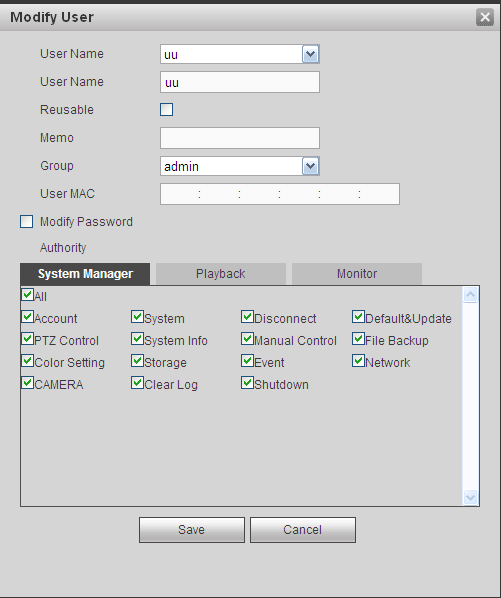 Modify User
User Name uu
User Name uu
Reusable
Memo
Group admin
User MAC : : : : :
Modify Password
Authority
System Manager Playback Monitor
All
Account System Disconnect Default&Update
PTZ Control System Info Manual Control File Backup
Color Setting Storage Event Network
CAMERA Clear Log Shutdown
Save Cancel